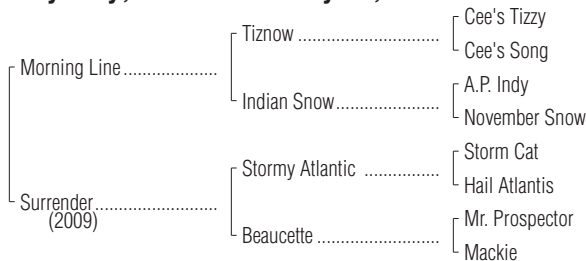 Cee's Tizzy
Tiznow
Cee's Song
Morning Line
A.P. Indy
Indian Snow
November Snow
Storm Cat
Stormy Atlantic
Hail Atlantis
Surrender
(2009)
Mr. Prospector
Beaucette
Mackie